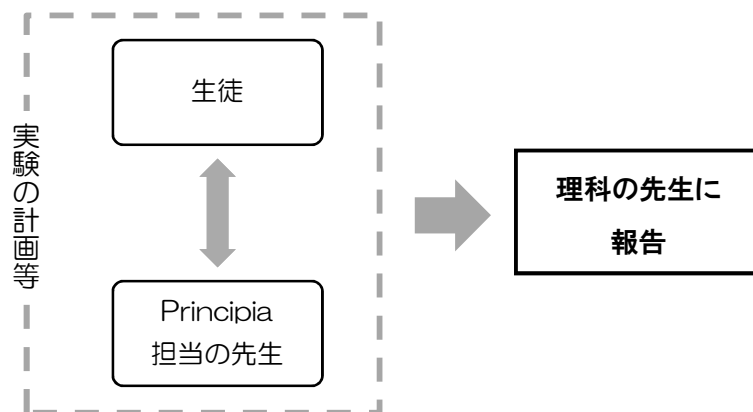 実験の計画等
生徒
Principia
担当の先生
理科の先生に
報告